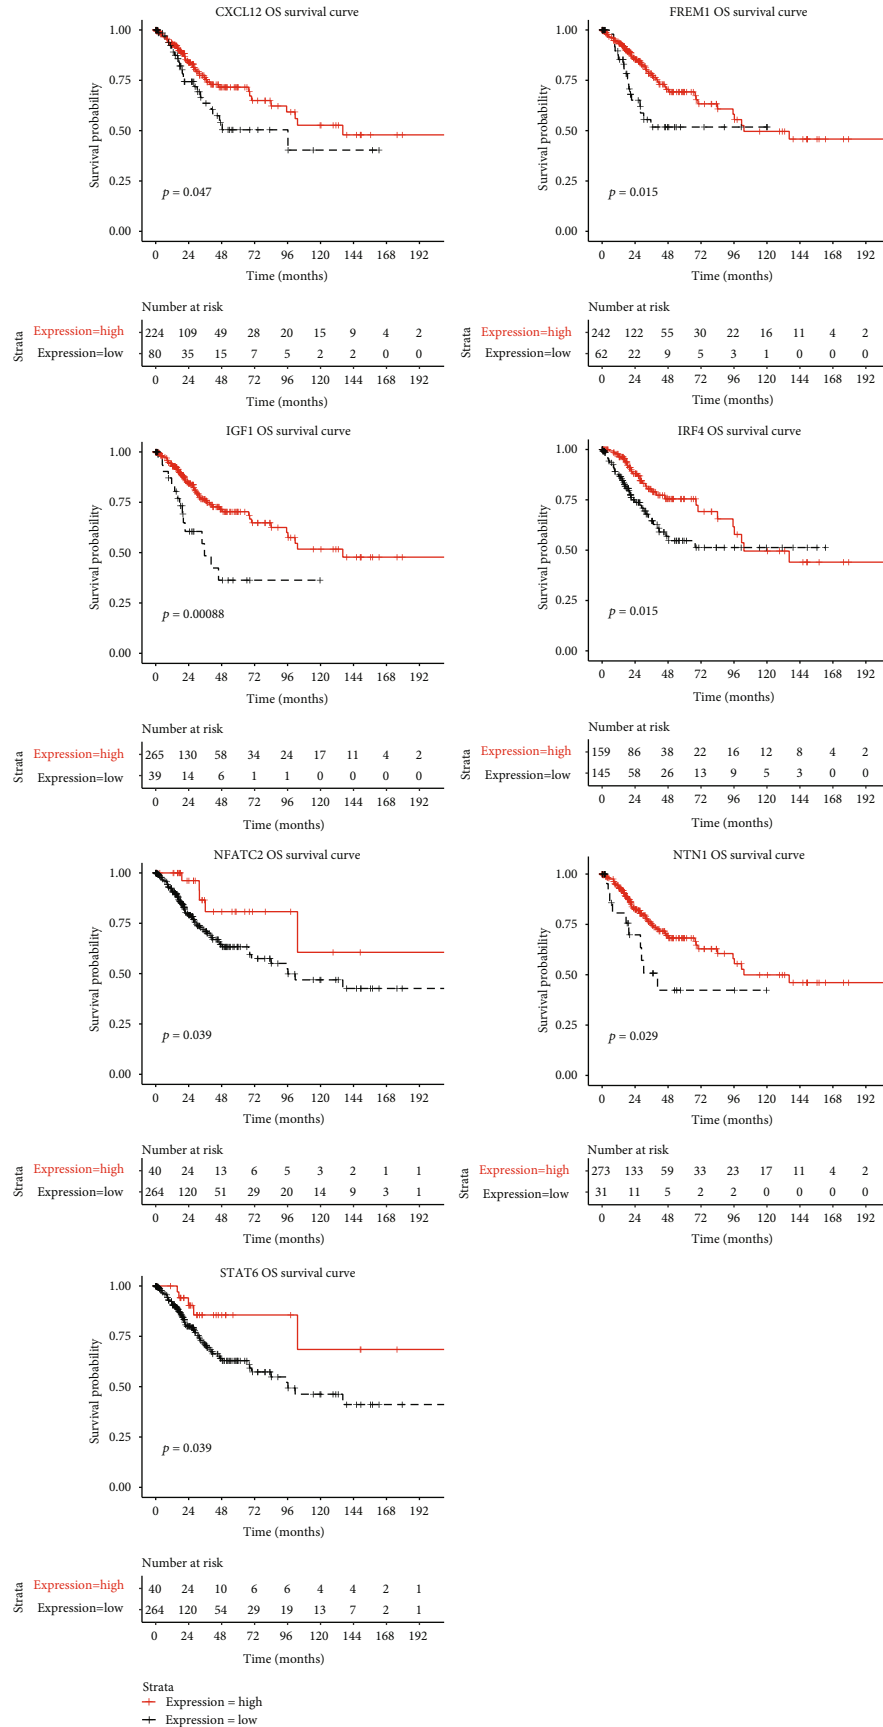 CXCL12 OS survival curve
1.00
0.75
0.50
0.25
0.00
Survival probability
p = 0.047
0 24 48 72 96 120 144 168 192
Time (months)
Number at risk
Strata
Expression=high 224 109 49 28 20 15 9 4 2
Expression=low 80 35 15 7 5 2 2 0 0
0 24 48 72 96 120 144 168 192
Time (months)
FREM1 OS survival curve
1.00
0.75
0.50
0.25
0.00
Survival probability
p = 0.015
0 24 48 72 96 120 144 168 192
Time (months)
Number at risk
Strata
Expression=high 242 122 55 30 22 16 11 4 2
Expression=low 62 22 9 5 3 1 0 0 0
0 24 48 72 96 120 144 168 192
Time (months)
IGF1 OS survival curve
1.00
0.75
0.50
0.25
0.00
Survival probability
p = 0.00088
0 24 48 72 96 120 144 168 192
Time (months)
Number at risk
Strata
Expression=high 265 130 58 34 24 17 11 4 2
Expression=low 39 14 6 1 1 0 0 0 0
0 24 48 72 96 120 144 168 192
Time (months)
IRF4 OS survival curve
1.00
0.75
0.50
0.25
0.00
Survival probability
p = 0.015
0 24 48 72 96 120 144 168 192
Time (months)
Number at risk
Strata
Expression=high 159 86 38 22 16 12 8 4 2
Expression=low 145 58 26 13 9 5 3 0 0
0 24 48 72 96 120 144 168 192
Time (months)
NFATC2 OS survival curve
1.00
0.75
0.50
0.25
0.00
Survival probability
p = 0.039
0 24 48 72 96 120 144 168 192
Time (months)
Number at risk
Strata
Expression=high 40 24 13 6 5 3 2 1 1
Expression=low 264 120 51 29 20 14 9 3 1
0 24 48 72 96 120 144 168 192
Time (months)
NTN1 OS survival curve
1.00
0.75
0.50
0.25
0.00
Survival probability
p = 0.029
0 24 48 72 96 120 144 168 192
Time (months)
Number at risk
Strata
Expression=high 273 133 59 33 23 17 11 4 2
Expression=low 31 11 5 2 2 0 0 0 0
0 24 48 72 96 120 144 168 192
Time (months)
STAT6 OS survival curve
1.00
0.75
0.50
0.25
0.00
Survival probability
p = 0.039
0 24 48 72 96 120 144 168 192
Time (months)
Number at risk
Strata
Expression=high 40 24 10 6 6 4 4 2 1
Expression=low 264 120 54 29 19 13 7 2 1
0 24 48 72 96 120 144 168 192
Time (months)
Strata
Expression = high
Expression = low